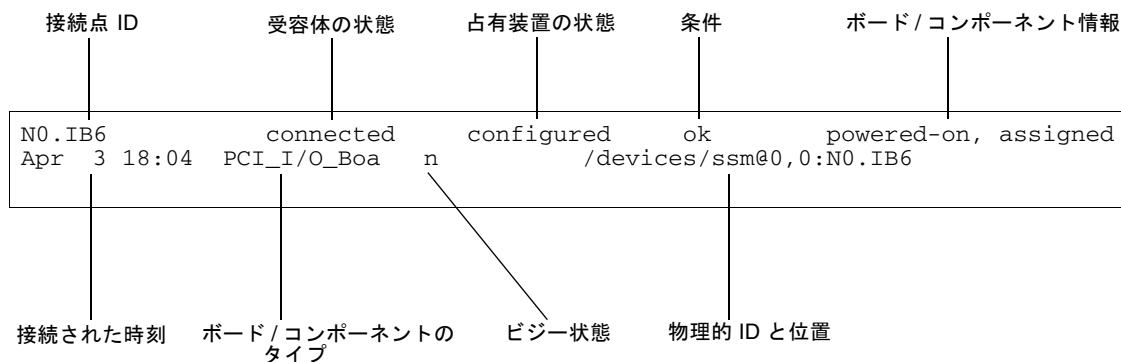 接続点 ID 受容体の状態 占有装置の状態 条件 ボード / コンポーネント情報
N0.IB6 connected configured ok powered-on, assigned
Apr 3 18:04 PCI_I/O_Boa n /devices/ssm@0,0:N0.IB6
接続された時刻 ボード / コンポーネントの ビジー状態 物理的 ID と位置
タイプ